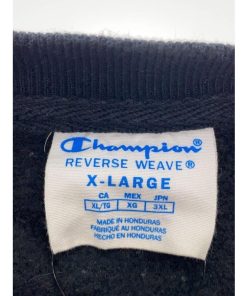 Champion
REVERSE WEAVE®
X-LARGE
CA MEX JPN
XL/TG XG 3XL
MADE IN HONDURAS
FABRIQUÉ AU HONDURAS
HECHO EN HONDURAS